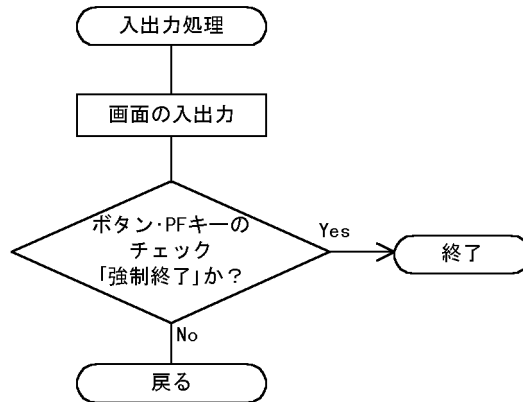 入出力処理
画面の入出力
ボタン･PFキーの
チェック
｢強制終了｣か？
Yes
終了
No
戻る